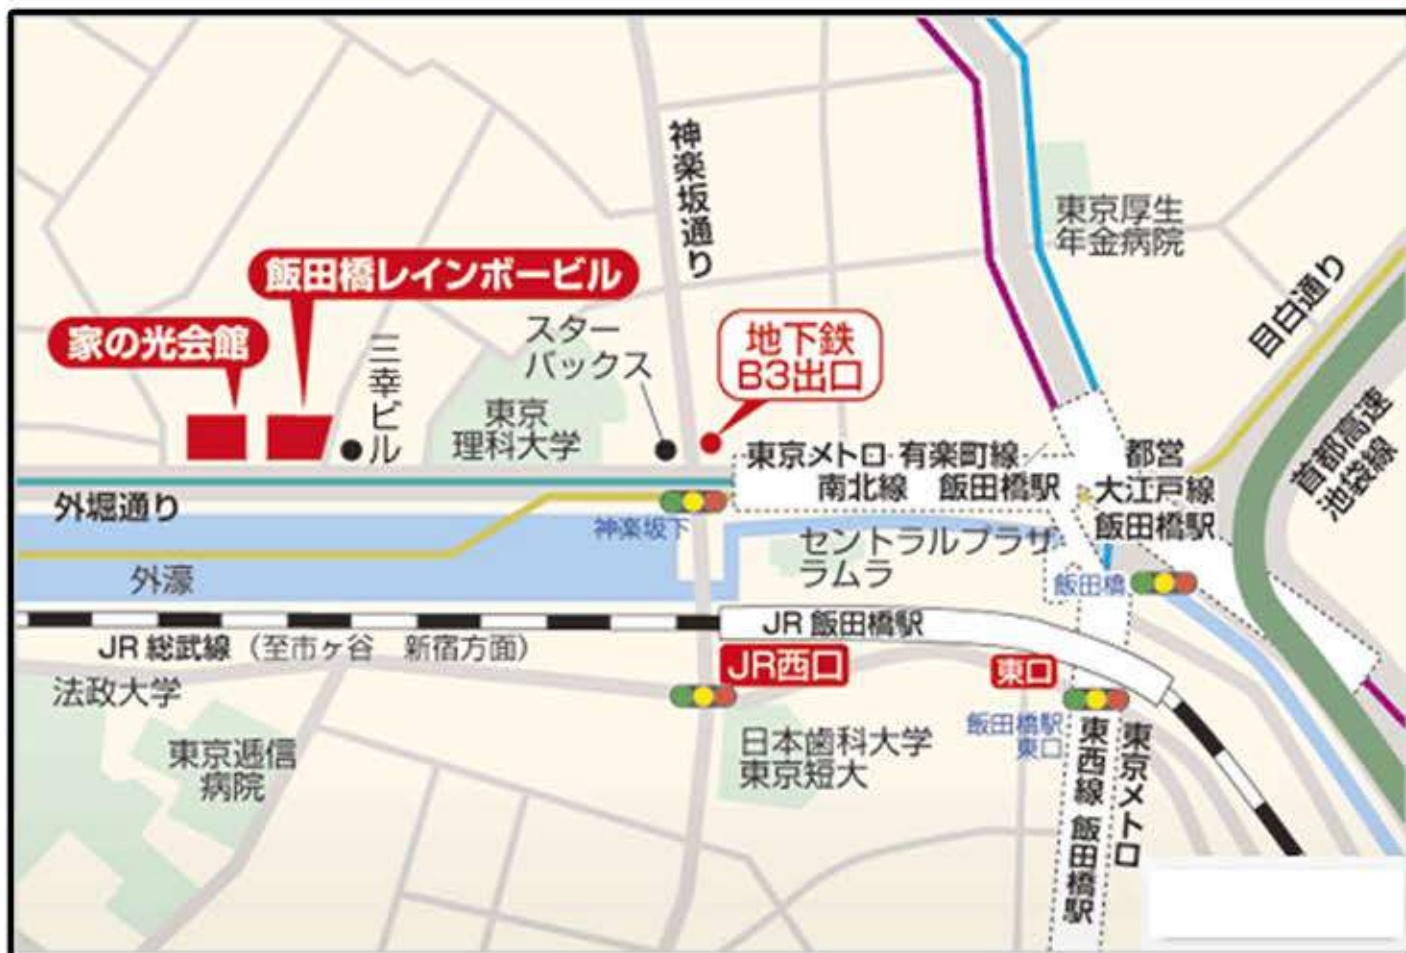 神楽坂通り
東京厚生
年金病院
飯田橋レインボービル
家の光会館
三幸ビル
スター
バックス
地下鉄
B3出口
目白通り
首都高速
池袋線
東京
理科大学
東京メトロ 有楽町線
南北線 飯田橋駅
都営
大江戸線
飯田橋駅
外堀通り
神楽坂下
セントラルプラザ
ラムラ
飯田橋
外濠
JR 飯田橋駅
JR 総武線（至市ヶ谷 新宿方面）
JR西口
東口
法政大学
飯田橋駅
東口
東京逓信
病院
日本歯科大学
東京短大
東京メトロ
東西線 飯田橋駅